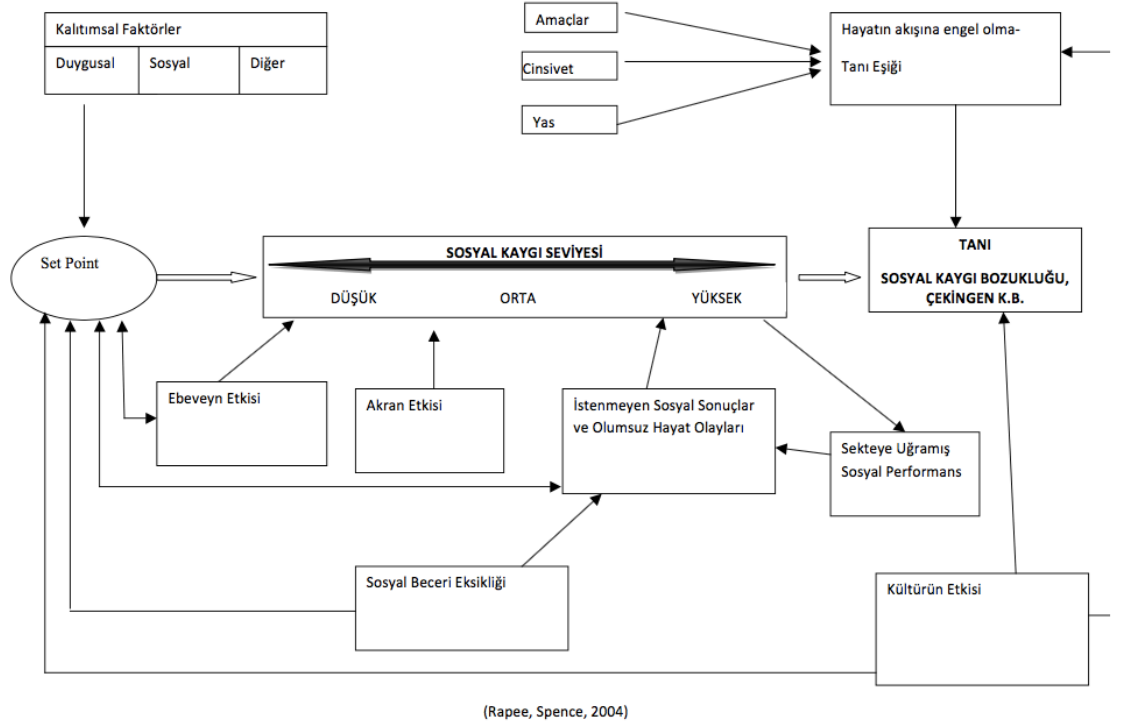 Kalıtımsal Faktörler
Duygusal
Sosyal
Diğer
Amaçlar
Cinsivet
Yas
Hayatın akışına engel olma-
Tanı Eşiği
Set Point
SOSYAL KAYGI SEVİYESİ
DÜŞÜK
ORTA
YÜKSEK
TANI
SOSYAL KAYGI BOZUKLUĞU,
ÇEKİNGEN K.B.
Ebeveyn Etkisi
Akran Etkisi
İstenmeyen Sosyal Sonuçlar
ve Olumsuz Hayat Olayları
Sekteye Uğramış
Sosyal Performans
Sosyal Beceri Eksikliği
Kültürün Etkisi
(Rapee, Spence, 2004)